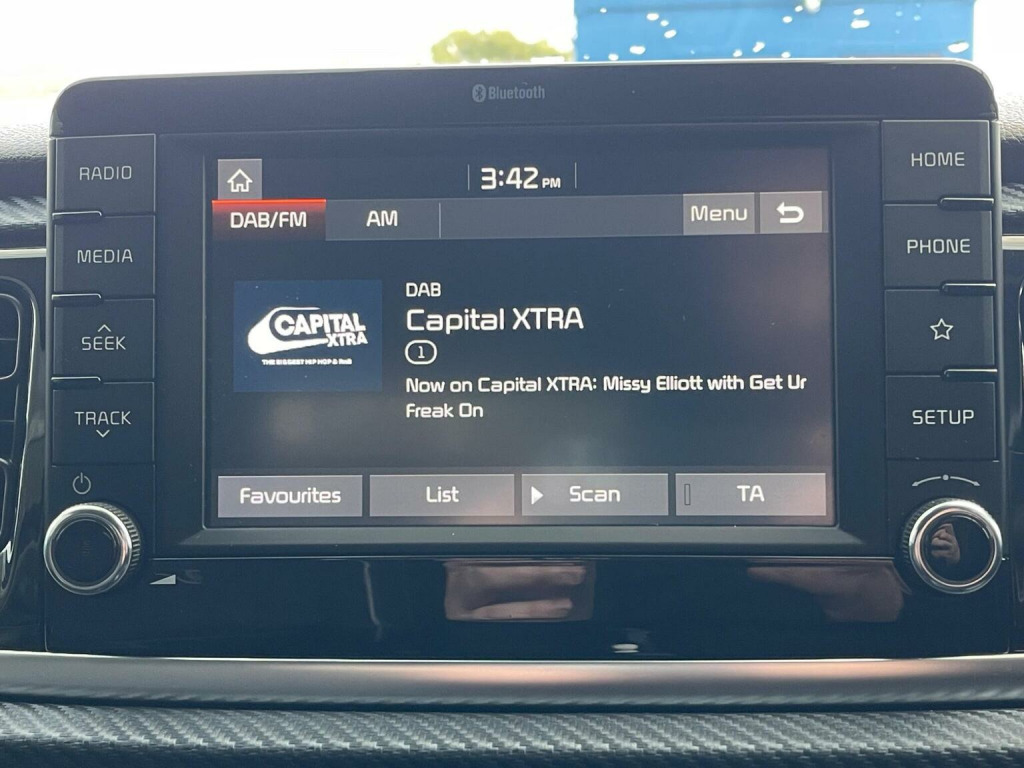 Bluetooth
RADIO
MEDIA
SEEK
TRACK
3:42 PM
DAB/FM AM Menu
CAPITAL
XTRA
THE BIGGEST HIP HOP & RnB
DAB
Capital XTRA
1
Now on Capital XTRA: Missy Elliott with Get Ur
Freak On
Favourites List Scan TA
HOME
PHONE
SETUP